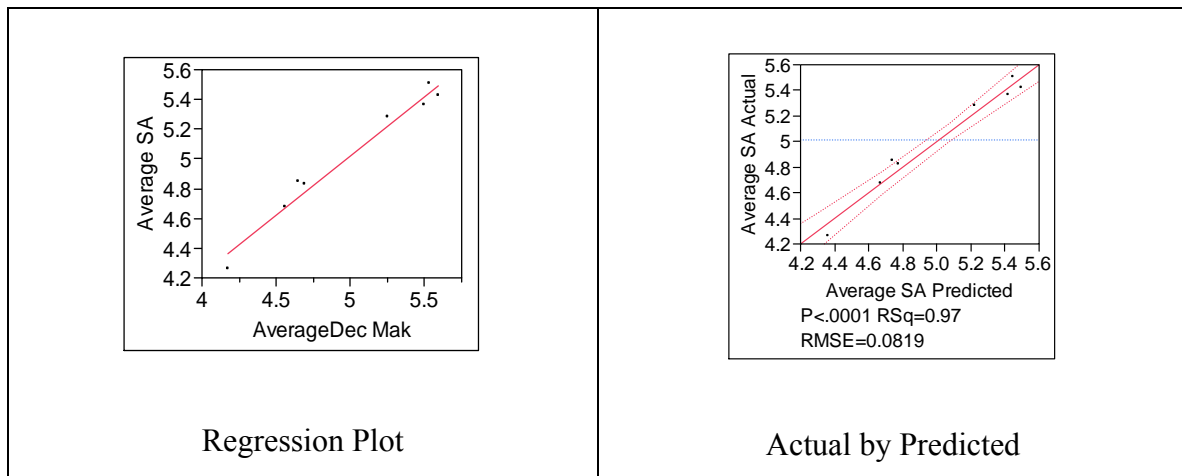 5.6
5.4
5.2
5
4.8
4.6
4.4
4.2
Average SA
4 4.5 5 5.5
AverageDec Mak
Regression Plot
5.6
5.4
5.2
5
4.8
4.6
4.4
4.2
Average SA Actual
4.2 4.4 4.6 4.8 5.0 5.2 5.4 5.6
Average SA Predicted
P<.0001 RSq=0.97
RMSE=0.0819
Actual by Predicted